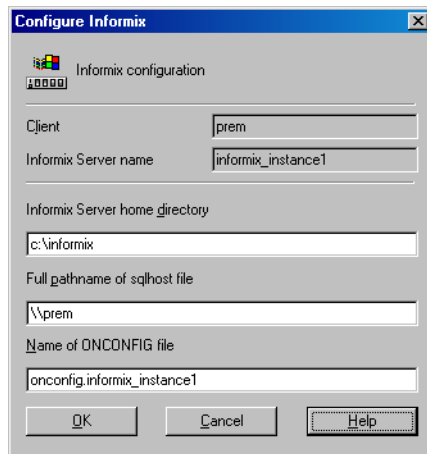 Configure Informix
Informix configuration
Client prem
Informix Server name informix_instance1
Informix Server home directory
c:\informix
Full pathname of sqlhost file
\\prem
Name of ONCONFIG file
onconfig.informix_instance1
OK Cancel Help